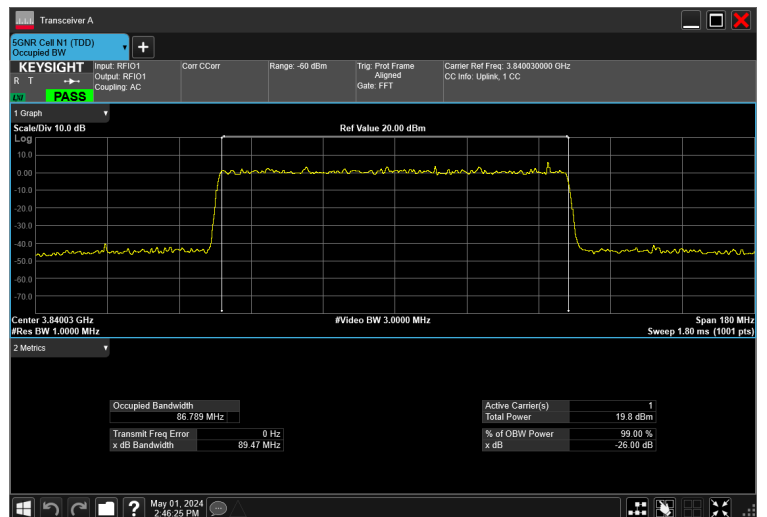 Transceiver A
5GNR Cell N1 (TDD)
Occupied BW
KEYSIGHT
R T
LXI
PASS
Input: RFIO1
Output: RFIO1
Coupling: AC
Corr CCorr
Range: -60 dBm
Trig: Prot Frame
Aligned
Gate: FFT
Carrier Ref Freq: 3.840030000 GHz
CC Info: Uplink, 1 CC
1 Graph
Scale/Div 10.0 dB
Ref Value 20.00 dBm
Log
10.0
0.00
-10.0
-20.0
-30.0
-40.0
-50.0
-60.0
-70.0
Center 3.84003 GHz
#Video BW 3.0000 MHz
Span 180 MHz
#Res BW 1.0000 MHz
Sweep 1.80 ms (1001 pts)
2 Metrics
Occupied Bandwidth
86.789 MHz
Transmit Freq Error 0 Hz
x dB Bandwidth 89.47 MHz
Active Carrier(s) 1
Total Power 19.8 dBm
% of OBW Power 99.00 %
x dB -26.00 dB
May 01, 2024
2:46:25 PM